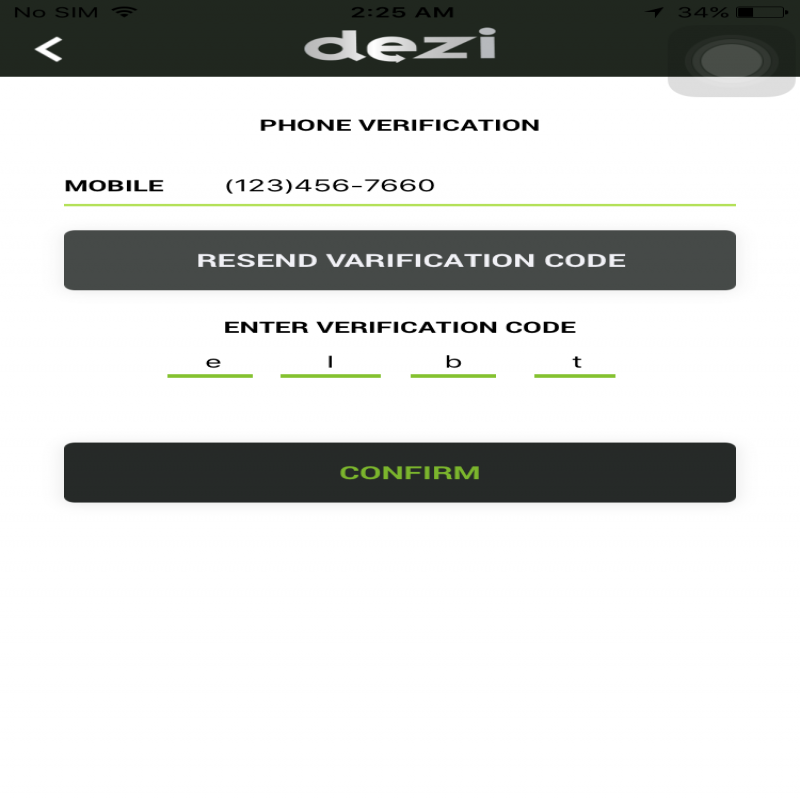 No SIM 2:25 AM 34%
dezi
PHONE VERIFICATION
MOBILE (123)456-7660
RESEND VARIFICATION CODE
ENTER VERIFICATION CODE
e l b t
CONFIRM